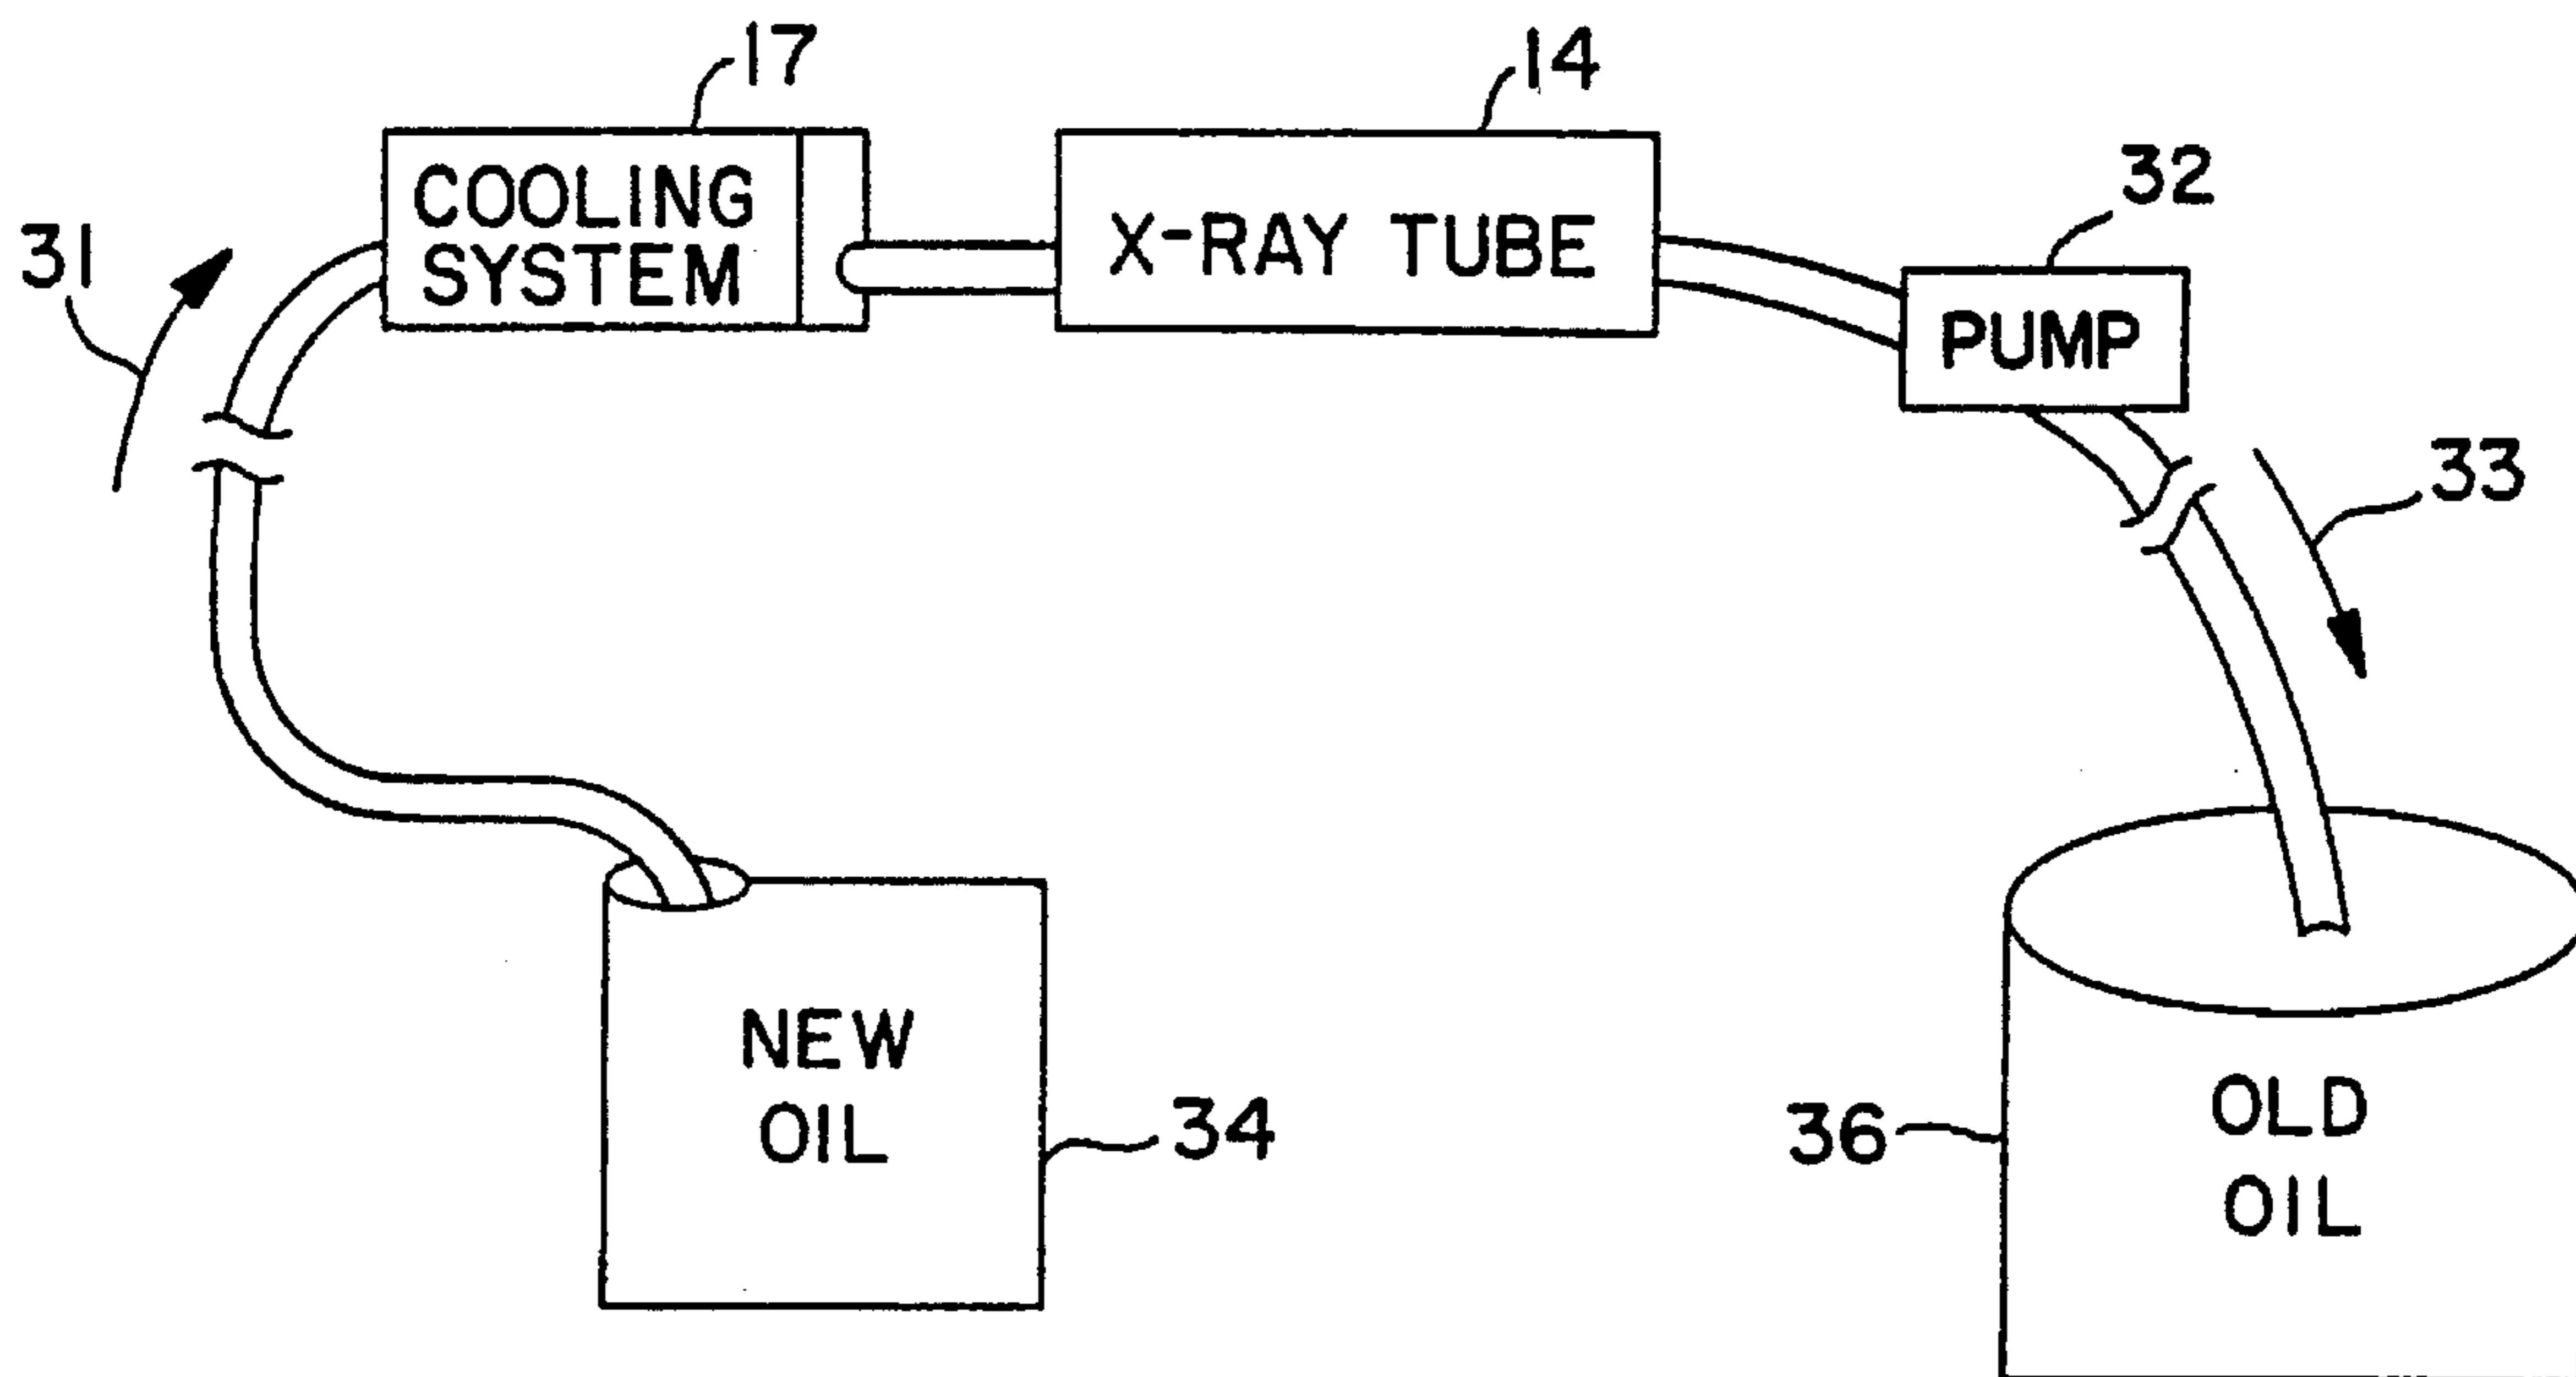 17
14
COOLING
SYSTEM
X-RAY TUBE
32
PUMP
31
33
NEW
OIL
34
36
OLD
OIL